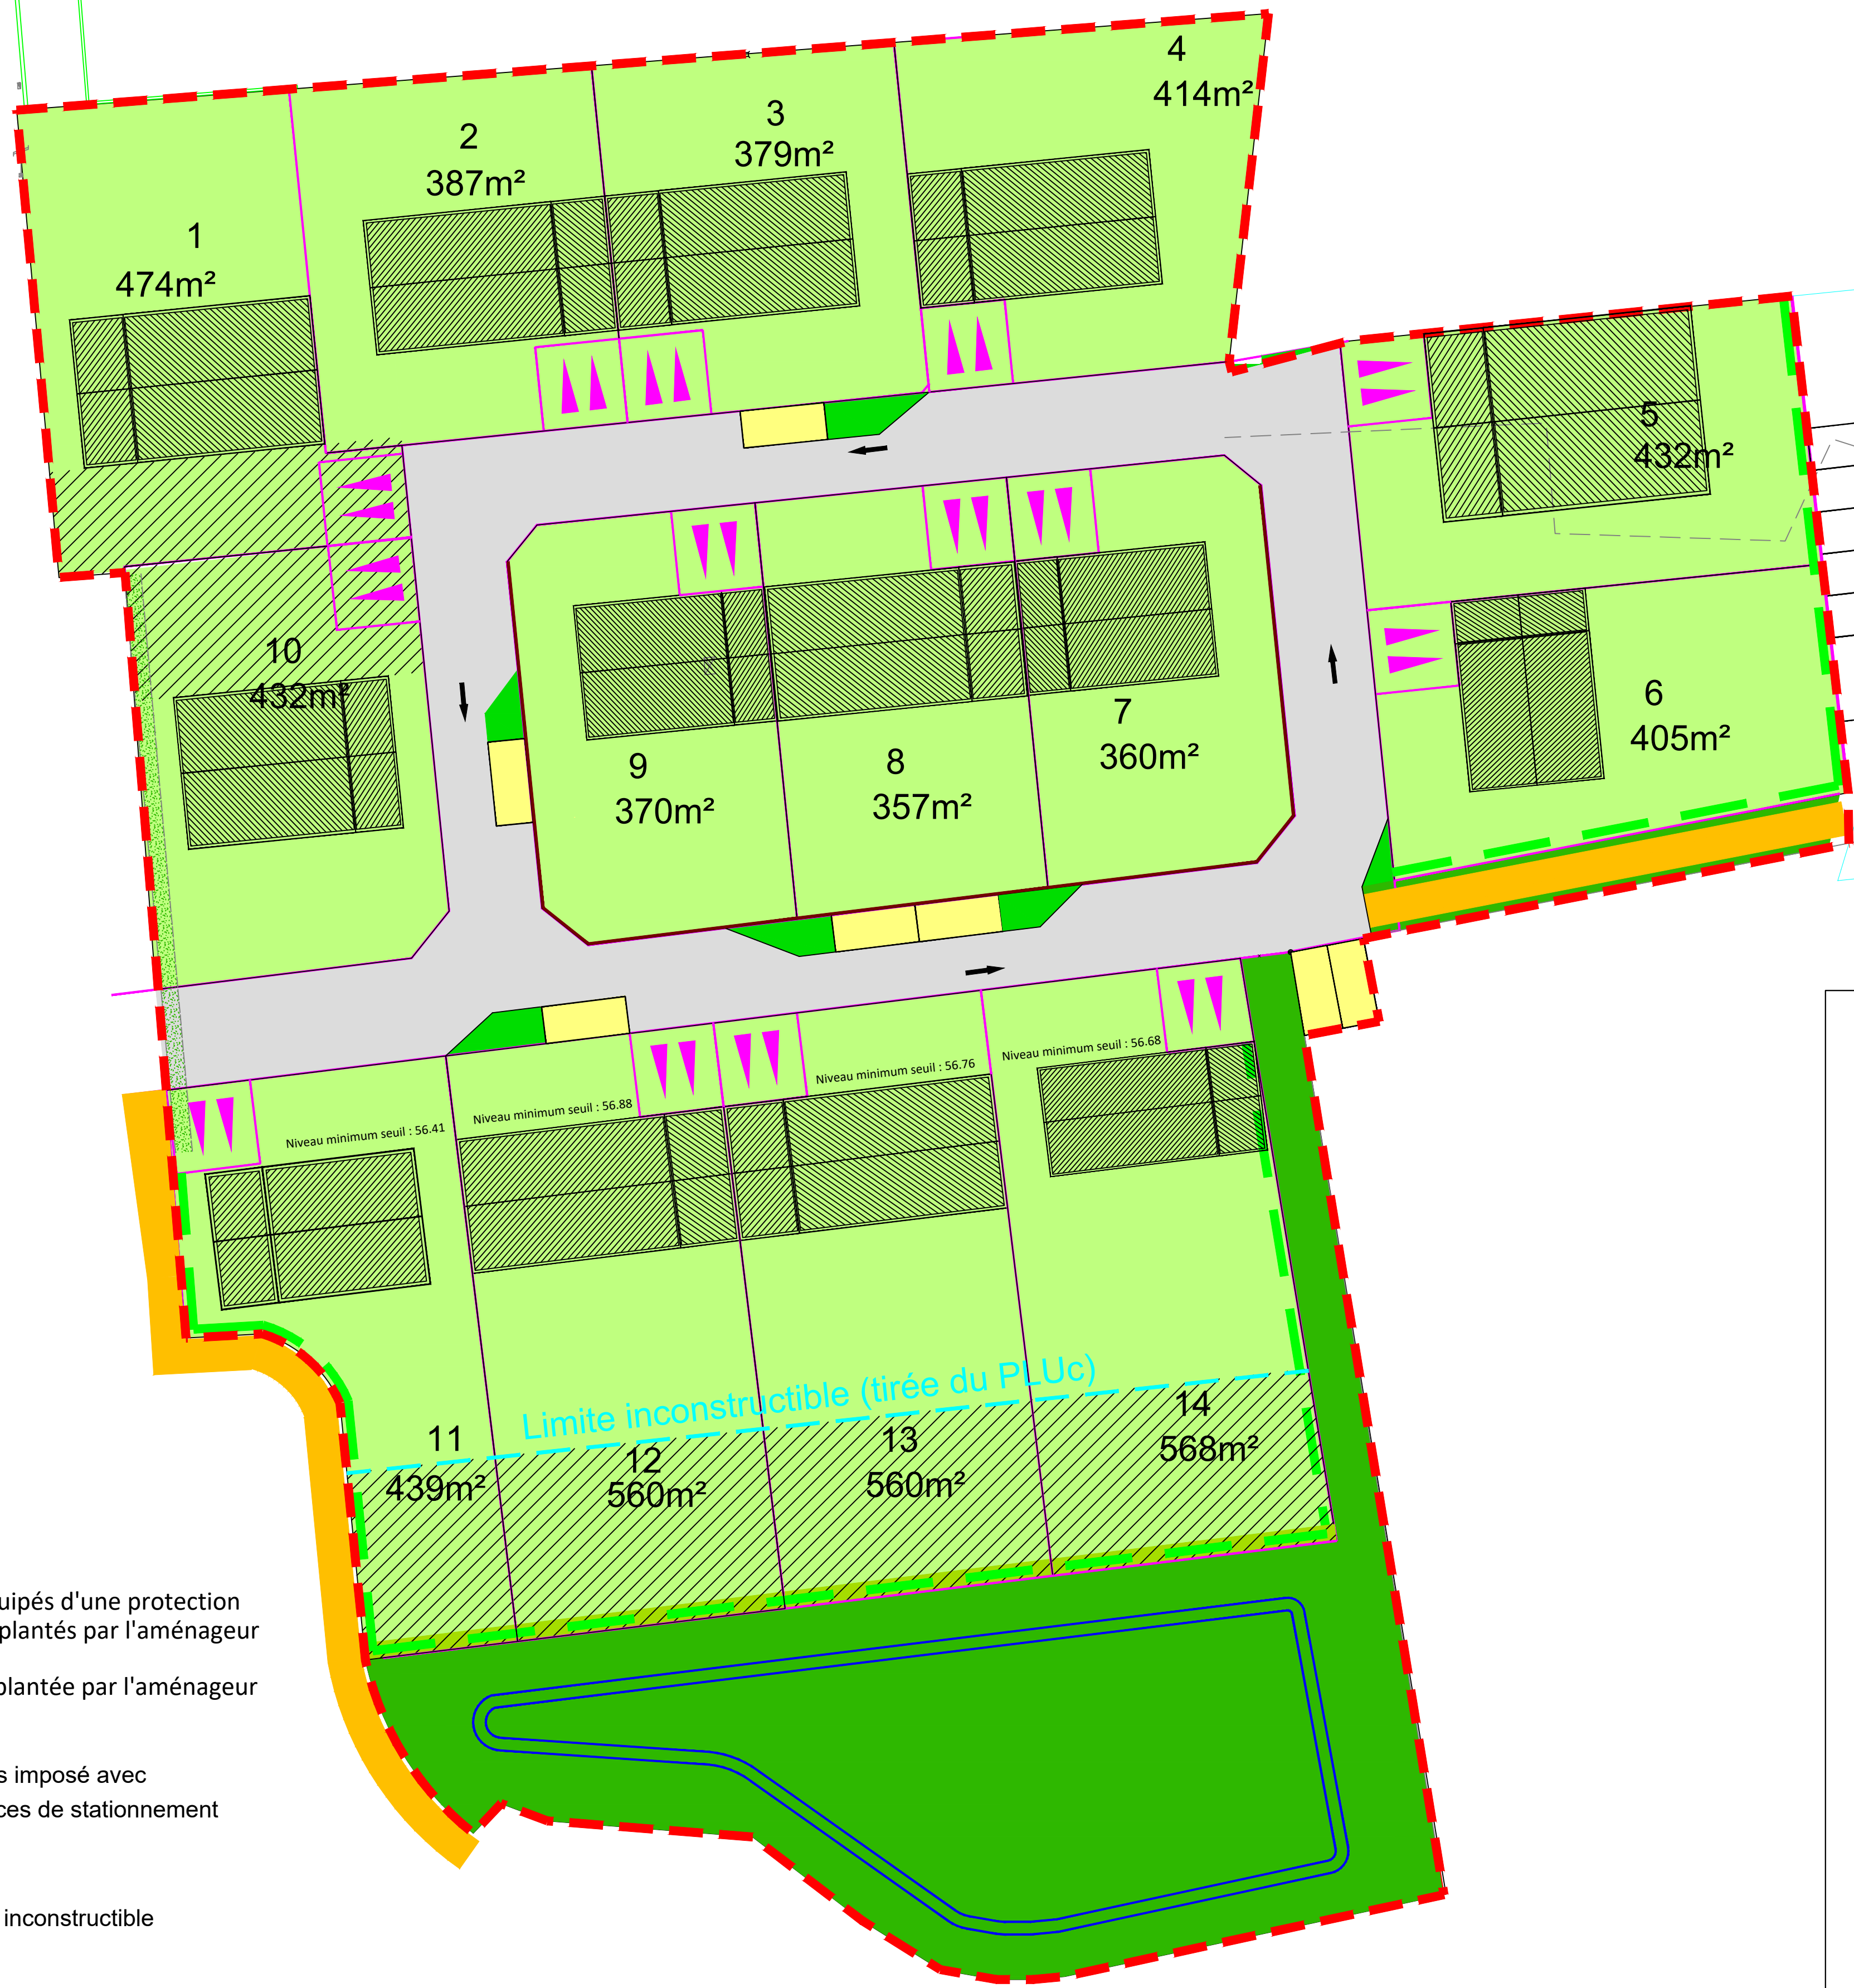 4
414m²
3
379m²
2
387m²
1
474m²
5
432m²
10
432m²
6
405m²
7
360m²
8
357m²
9
370m²
Niveau minimum seuil : 56.68
Niveau minimum seuil : 56.76
Niveau minimum seuil : 56.88
Niveau minimum seuil : 56.41
Limite inconstructible (tirée du PLUc)
11
439m²
12
560m²
13
560m²
14
568m²
uipés d'une protection
plantés par l'aménageur
plantée par l'aménageur
s imposé avec
ces de stationnement
inconstructible